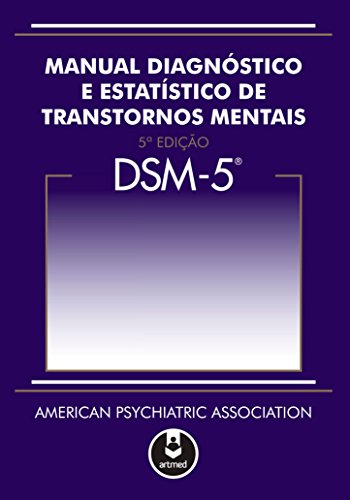 MANUAL DIAGNÓSTICO
E ESTATÍSTICO DE
TRANSTORNOS MENTAIS
5ª EDIÇÃO
DSM-5®
AMERICAN PSYCHIATRIC ASSOCIATION
artmed